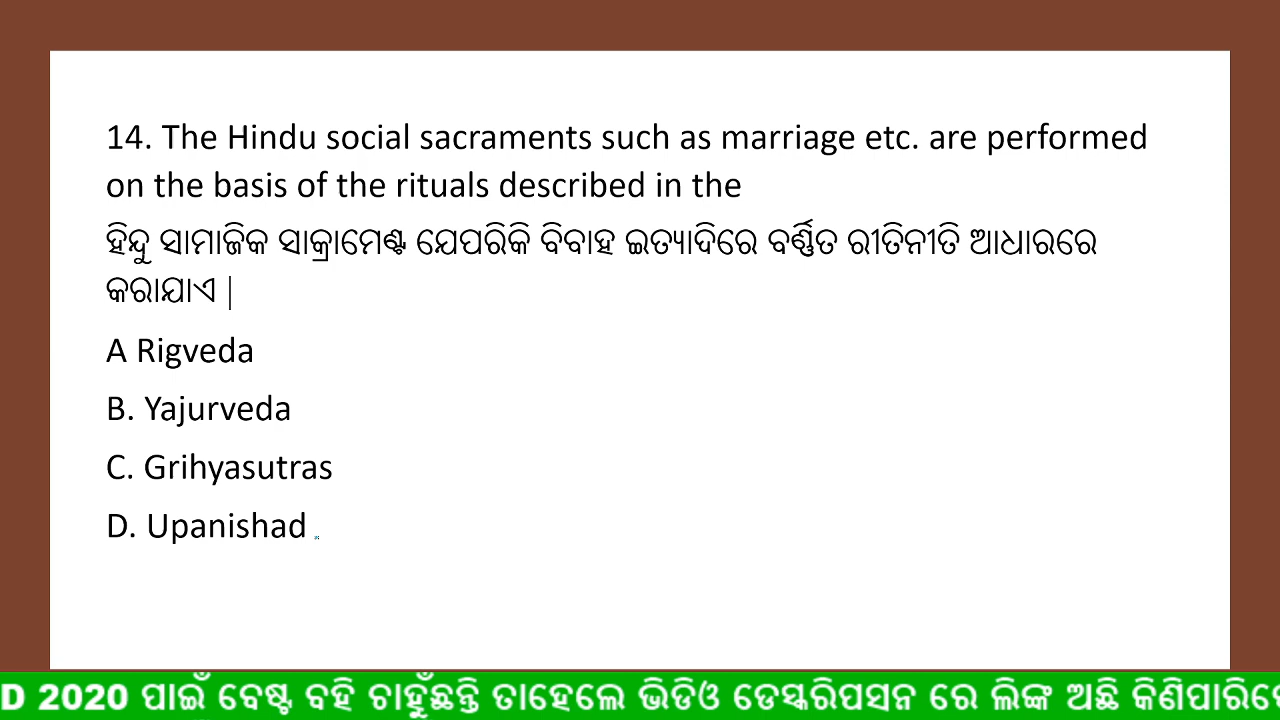 14. The Hindu social sacraments such as marriage etc. are performed
on the basis of the rituals described in the
ହିନ୍ଦୁ ସାମାଜିକ ସାକ୍ରାମେଣ୍ଟ ଯେପରିକି ବିବାହ ଇତ୍ୟାଦିରେ ବର୍ଣ୍ଣିତ ରୀତିନୀତି ଆଧାରରେ
କରାଯାଏ |
A Rigveda
B. Yajurveda
C. Grihyasutras
D. Upanishad
D 2020 ପାଇଁ ବେଷ୍ଟ ବହି ଚାହୁଁଛନ୍ତି ତାହେଲେ ଭିଡିଓ ଡେସ୍କରିପସନ ରେ ଲିଙ୍କ ଅଛି